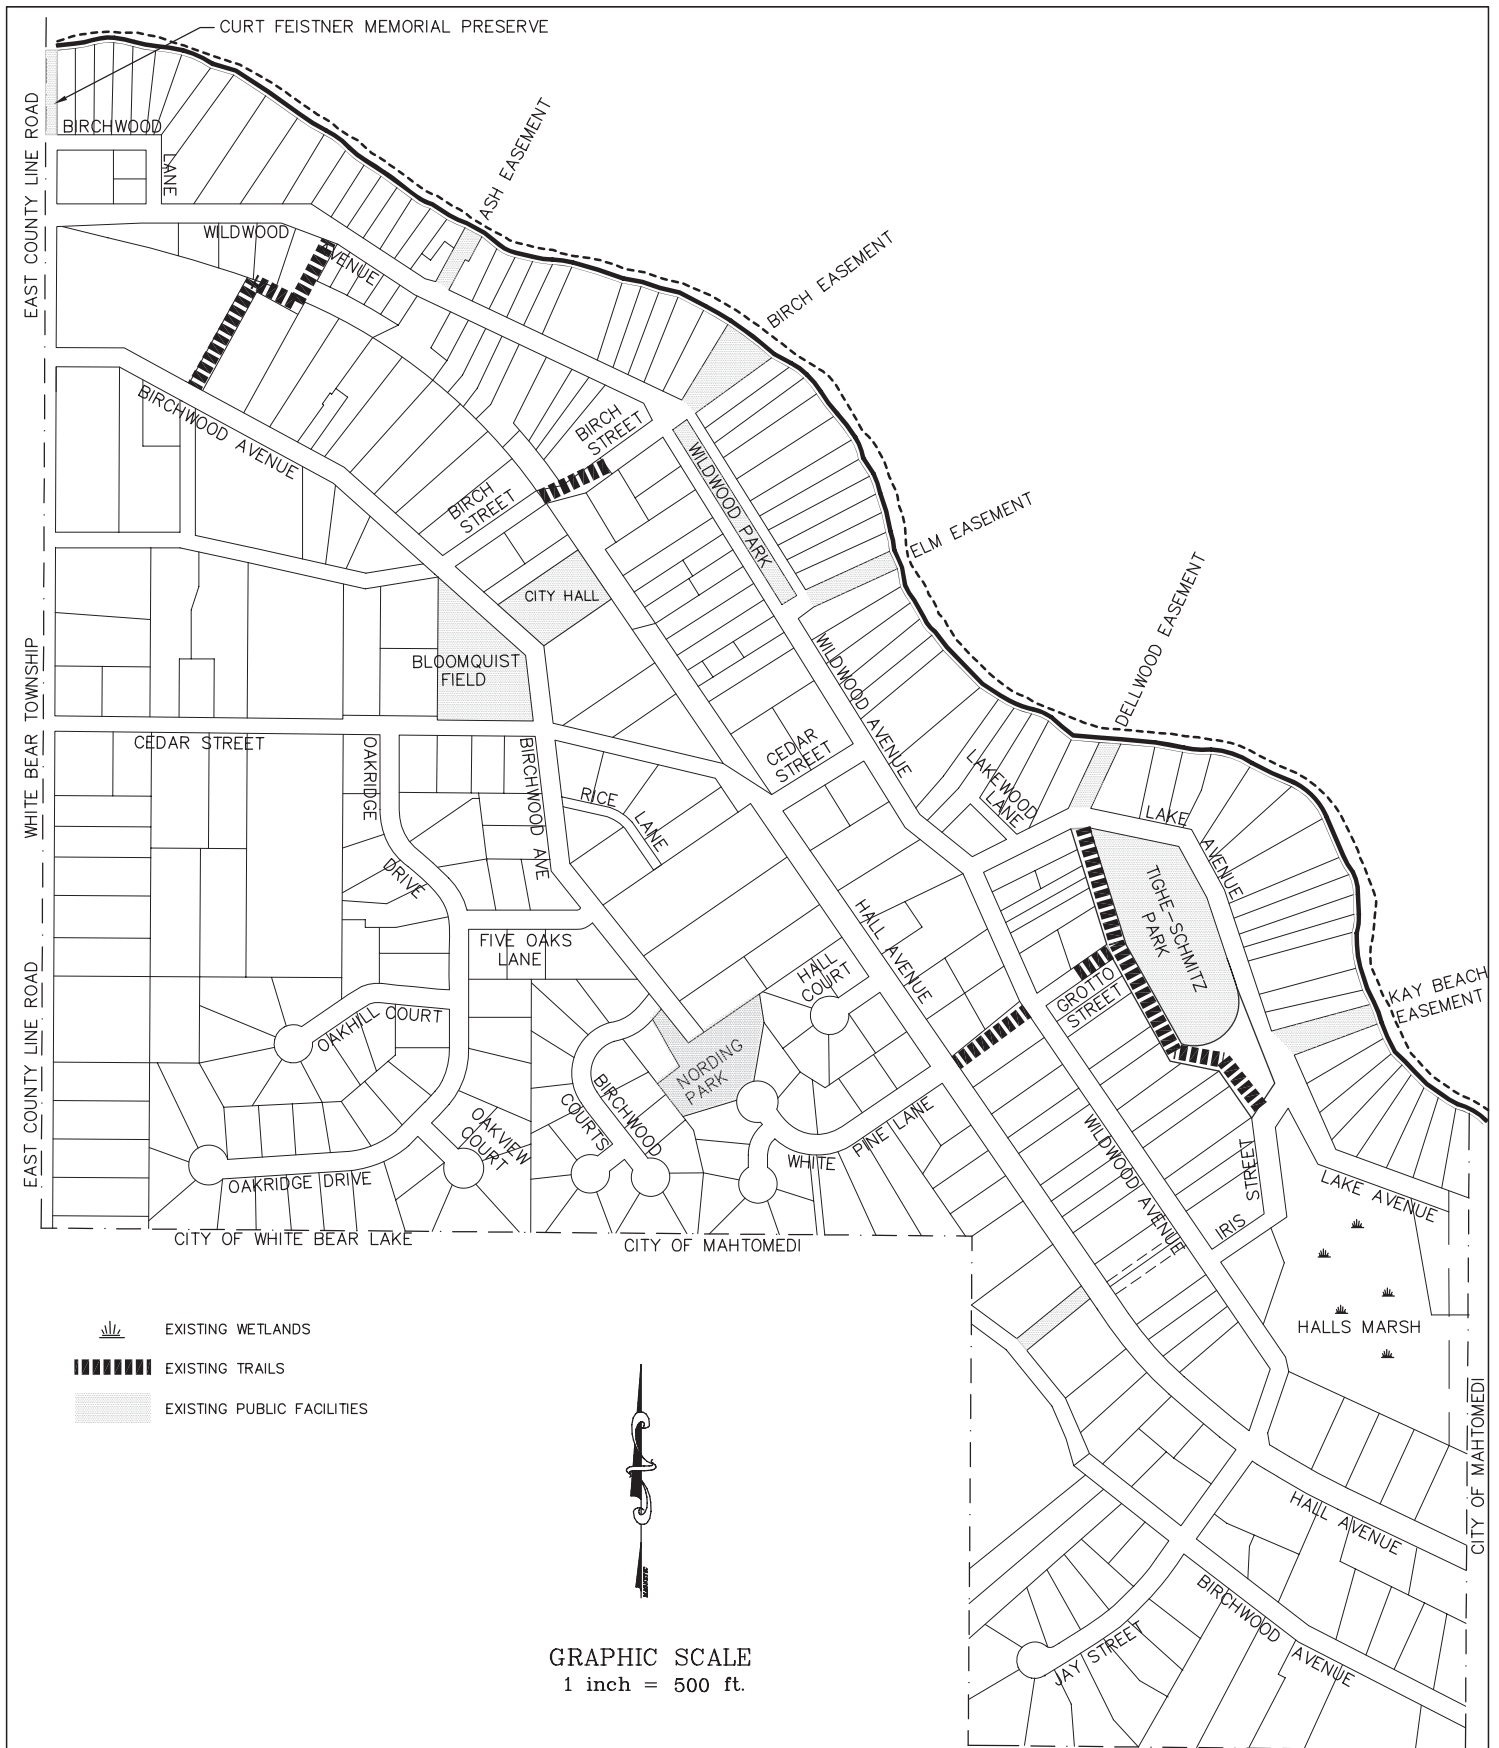 CURT FEISTNER MEMORIAL PRESERVE
EAST COUNTY LINE ROAD
BIRCHWOOD
LANE
ASH EASEMENT
WILDWOOD
AVENUE
BIRCH EASEMENT
BIRCHWOOD AVENUE
BIRCH
STREET
BIRCH
STREET
WILDWOOD PARK
ELM EASEMENT
CITY HALL
DELLWOOD EASEMENT
WHITE BEAR TOWNSHIP
BLOOMQUIST
FIELD
WILDWOOD AVENUE
CEDAR STREET
OAKRIDGE
DRIVE
BIRCHWOOD AVE
RICE
LANE
CEDAR
STREET
LAKEWOOD
LANE
LAKE
AVENUE
TIGHE-SCHMITZ
PARK
HALL AVENUE
FIVE OAKS
LANE
HALL
COURT
GROTTO
STREET
KAY BEACH
EASEMENT
EAST COUNTY LINE ROAD
OAKHILL COURT
NORDING
PARK
BIRCHWOOD
COURTS
OAKVIEW
COURT
WHITE
PINE LANE
WILDWOOD AVENUE
STREET
IRIS
LAKE AVENUE
OAKRIDGE DRIVE
CITY OF WHITE BEAR LAKE
CITY OF MAHTOMEDI
HALLS MARSH
EXISTING WETLANDS
EXISTING TRAILS
EXISTING PUBLIC FACILITIES
CITY OF MAHTOMEDI
HALL AVENUE
BIRCHWOOD AVENUE
JAY STREET
GRAPHIC SCALE
1 inch = 500 ft.